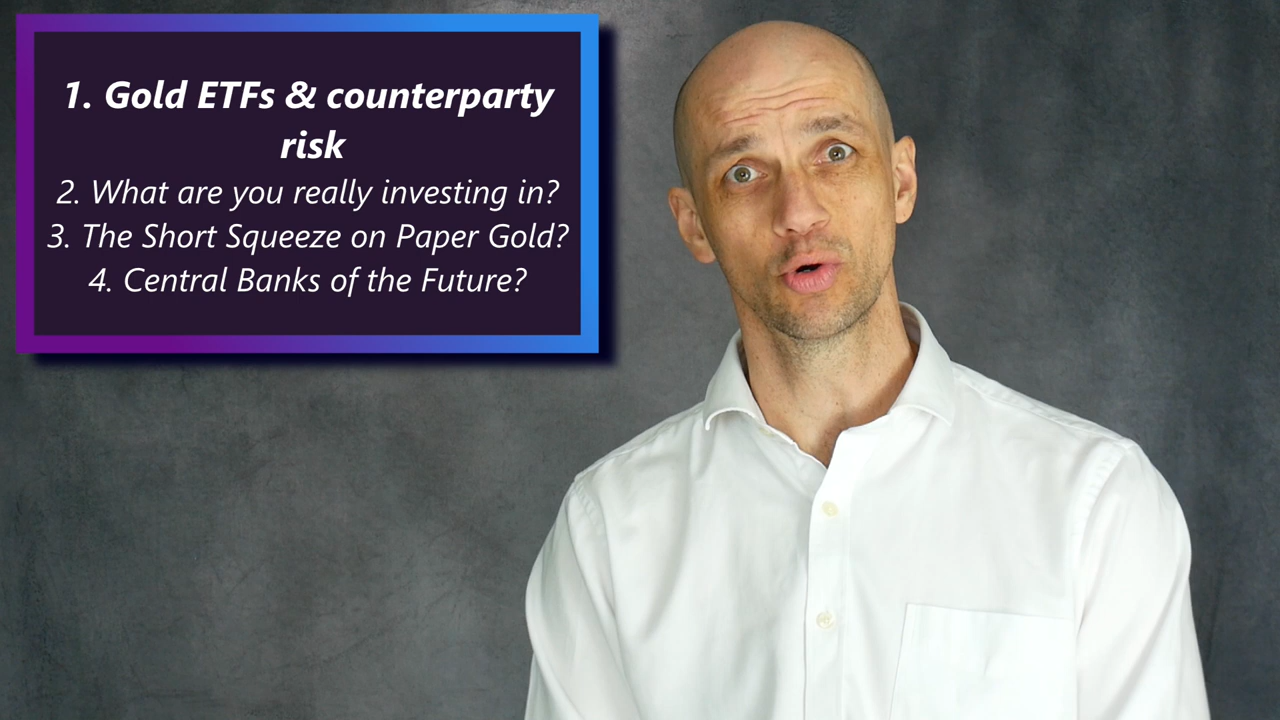 1. Gold ETFs & counterparty
risk
2. What are you really investing in?
3. The Short Squeeze on Paper Gold?
4. Central Banks of the Future?